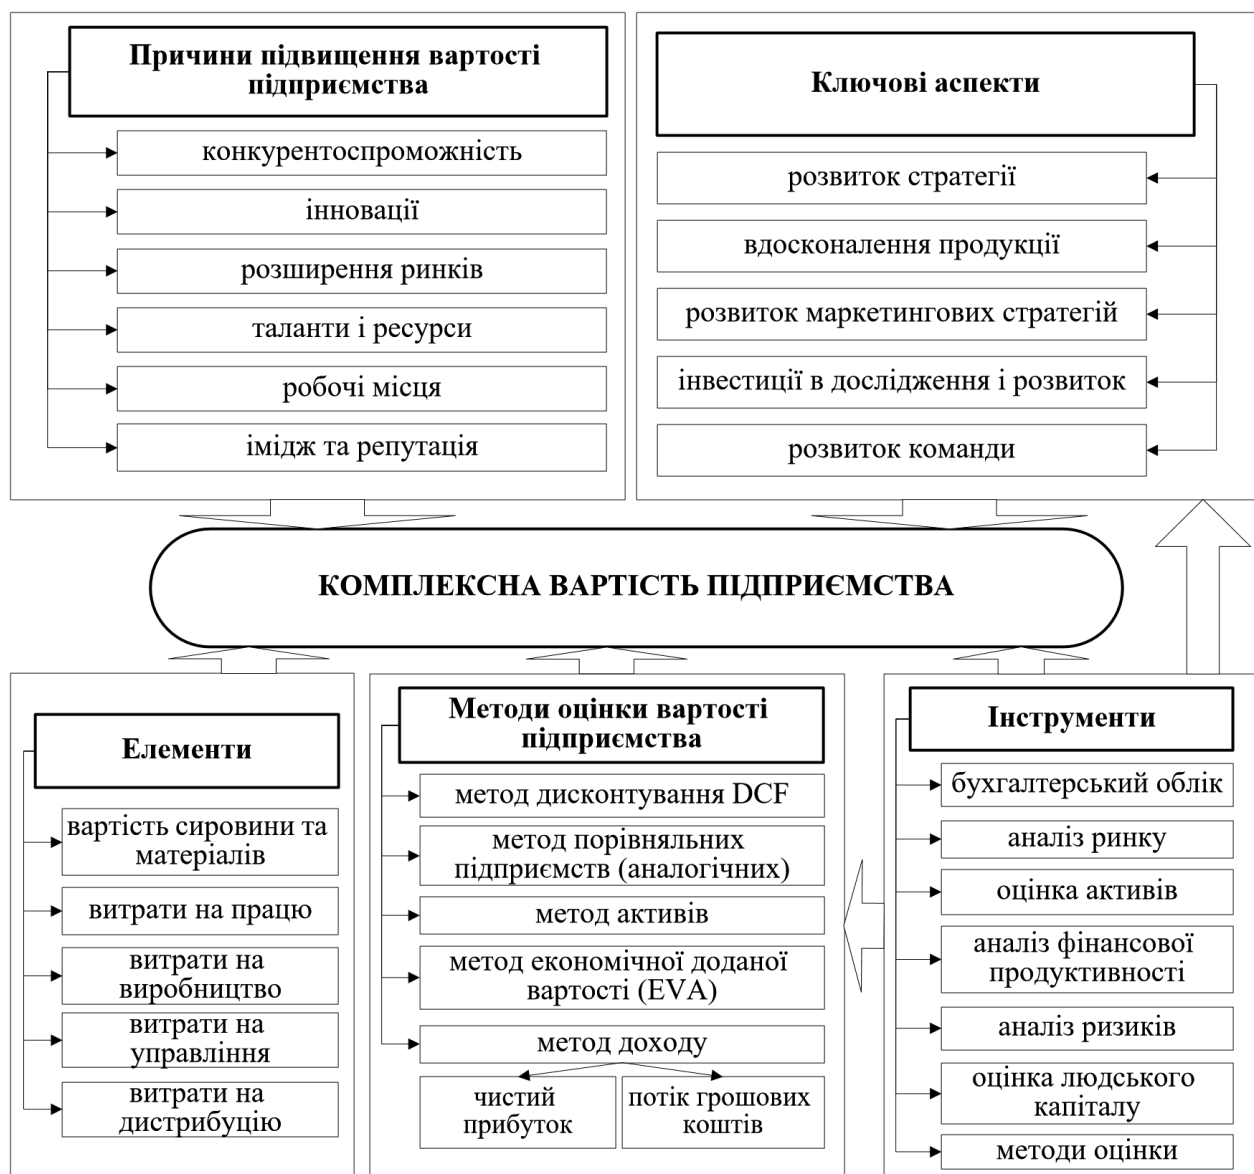 Причини підвищення вартості
підприємства
конкурентоспроможність
інновації
розширення ринків
таланти і ресурси
робочі місця
імідж та репутація
Ключові аспекти
розвиток стратегії
вдосконалення продукції
розвиток маркетингових стратегій
інвестиції в дослідження і розвиток
розвиток команди
КОМПЛЕКСНА ВАРТІСТЬ ПІДПРИЄМСТВА
Елементи
вартість сировини та
матеріалів
витрати на працю
витрати на
виробництво
витрати на
управління
витрати на
дистрибуцію
Методи оцінки вартості
підприємства
метод дисконтування DCF
метод порівняльних
підприємств (аналогічних)
метод активів
метод економічної доданої
вартості (EVA)
метод доходу
чистий
прибуток
потік грошових
коштів
Інструменти
бухгалтерський облік
аналіз ринку
оцінка активів
аналіз фінансової
продуктивності
аналіз ризиків
оцінка людського
капіталу
методи оцінки